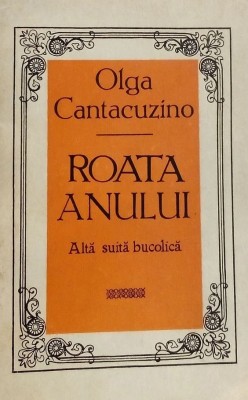 Olga
Cantacuzino
ROATA
ANULUI
Altă suită bucolică